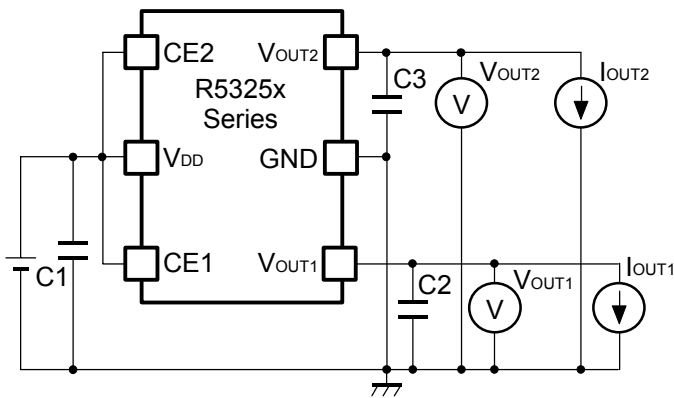 CE2
VOUT2
R5325x
Series
C3
VOUT2
IOUT2
V
VDD
GND
C1
CE1
VOUT1
C2
VOUT1
IOUT1
V